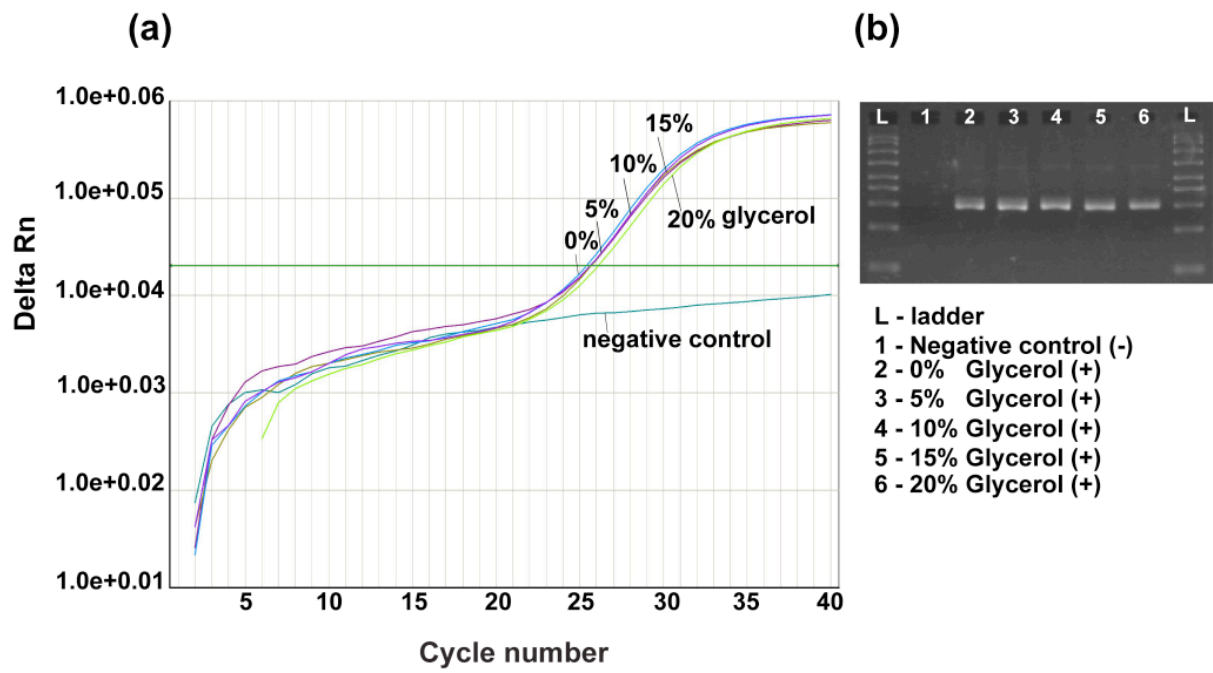 (a)
(b)
1.0e+0.06
1.0e+0.05
1.0e+0.04
1.0e+0.03
1.0e+0.02
1.0e+0.01
Delta Rn
15%
10%
5%
0%
20% glycerol
negative control
5 10 15 20 25 30 35 40
Cycle number
L 1 2 3 4 5 6 L
L - ladder
1 - Negative control (-)
2 - 0% Glycerol (+)
3 - 5% Glycerol (+)
4 - 10% Glycerol (+)
5 - 15% Glycerol (+)
6 - 20% Glycerol (+)